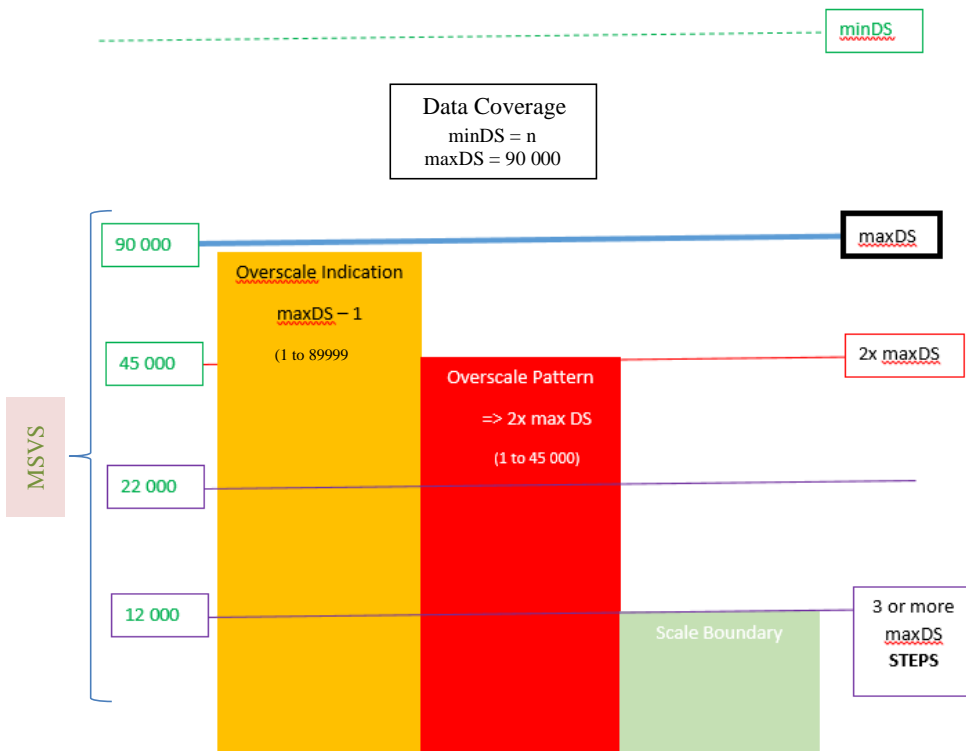 minDS
Data Coverage
minDS = n
maxDS = 90 000
90 000
maxDS
Overscale Indication
maxDS – 1
(1 to 89999
45 000
2x maxDS
Overscale Pattern
=> 2x max DS
(1 to 45 000)
MSVS
22 000
12 000
3 or more
maxDS
STEPS
Scale Boundary